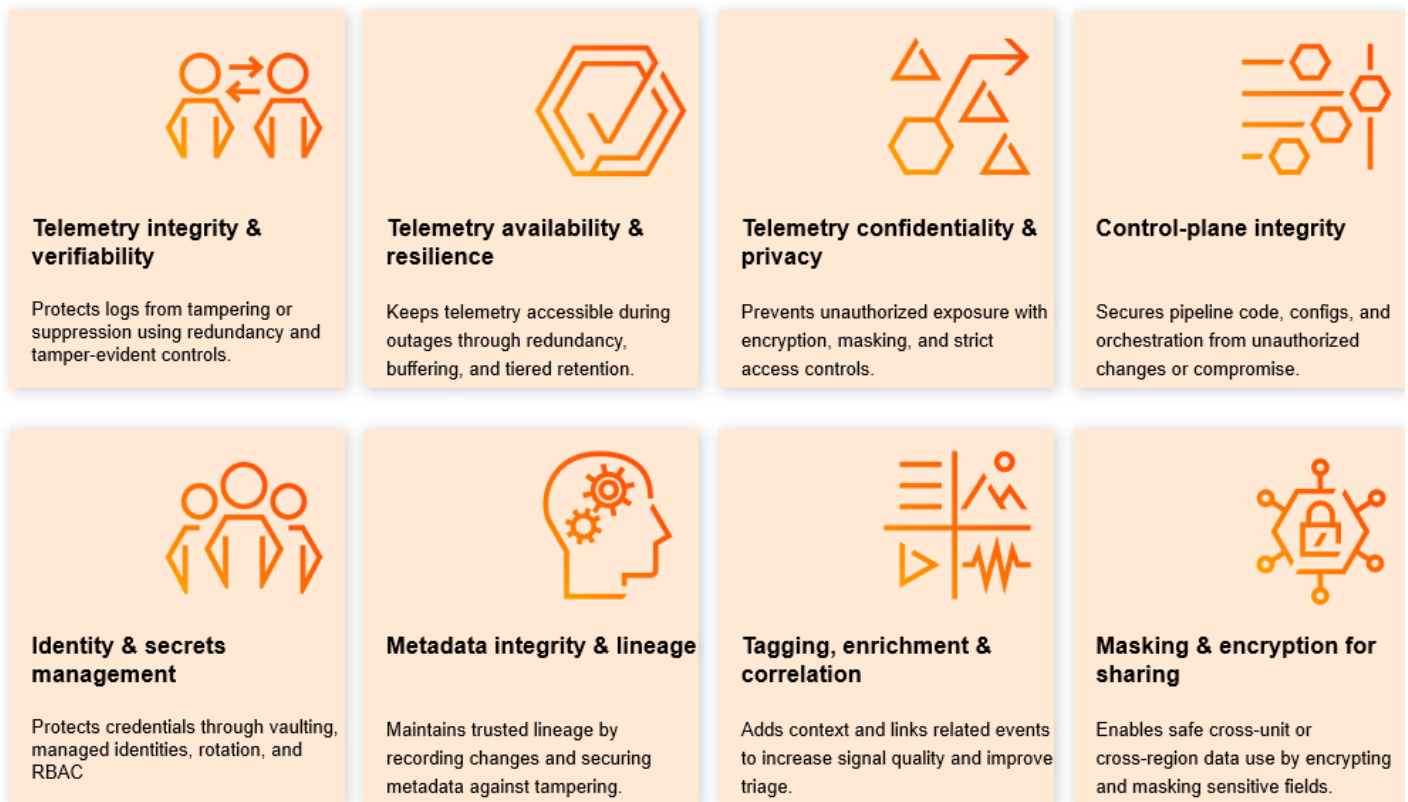 Telemetry integrity &
verifiability
Protects logs from tampering or
suppression using redundancy and
tamper-evident controls.
Telemetry availability &
resilience
Keeps telemetry accessible during
outages through redundancy,
buffering, and tiered retention.
Telemetry confidentiality &
privacy
Prevents unauthorized exposure with
encryption, masking, and strict
access controls.
Control-plane integrity
Secures pipeline code, configs, and
orchestration from unauthorized
changes or compromise.
Identity & secrets
management
Protects credentials through vaulting,
managed identities, rotation, and
RBAC
Metadata integrity & lineage
Maintains trusted lineage by
recording changes and securing
metadata against tampering.
Tagging, enrichment &
correlation
Adds context and links related events
to increase signal quality and improve
triage.
Masking & encryption for
sharing
Enables safe cross-unit or
cross-region data use by encrypting
and masking sensitive fields.